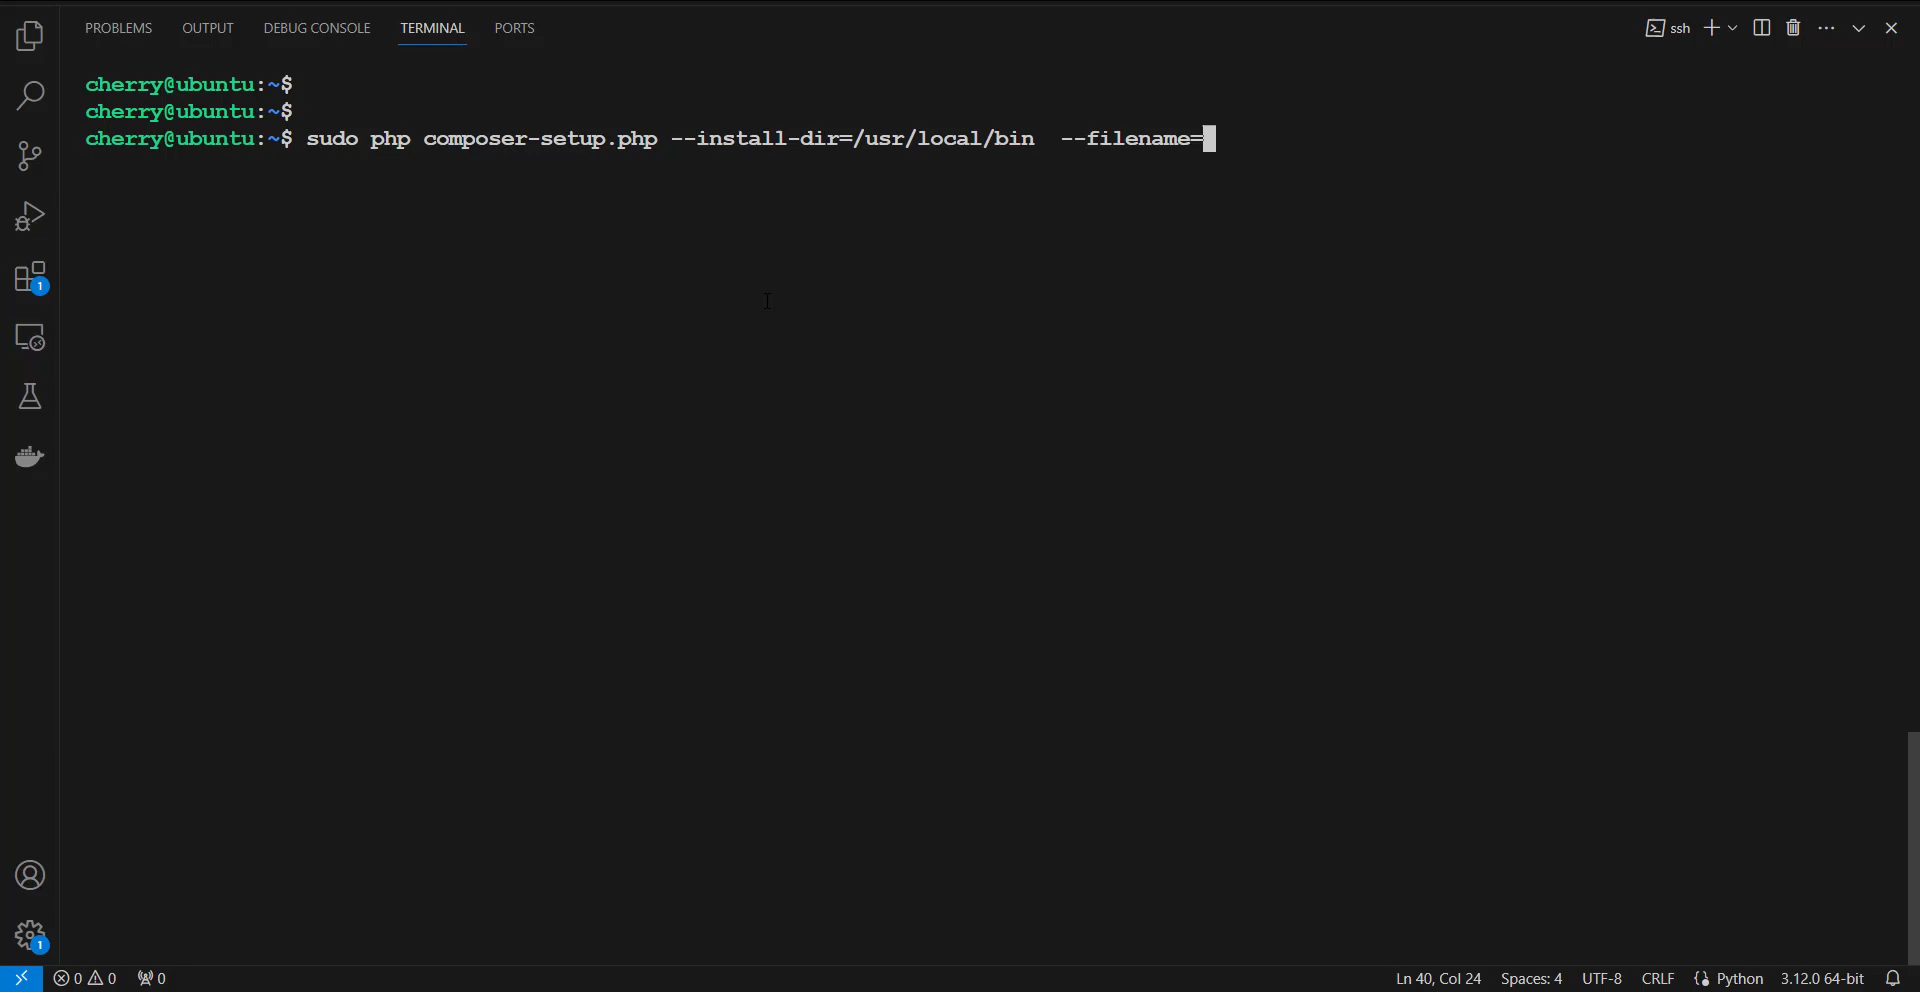 PROBLEMS OUTPUT DEBUG CONSOLE TERMINAL PORTS ssh
cherry@ubuntu:~$
cherry@ubuntu:~$
cherry@ubuntu:~$ sudo php composer-setup.php --install-dir=/usr/local/bin  --filename=
1
1
0 0 0 Ln 40, Col 24 Spaces: 4 UTF-8 CRLF {} Python 3.12.0 64-bit